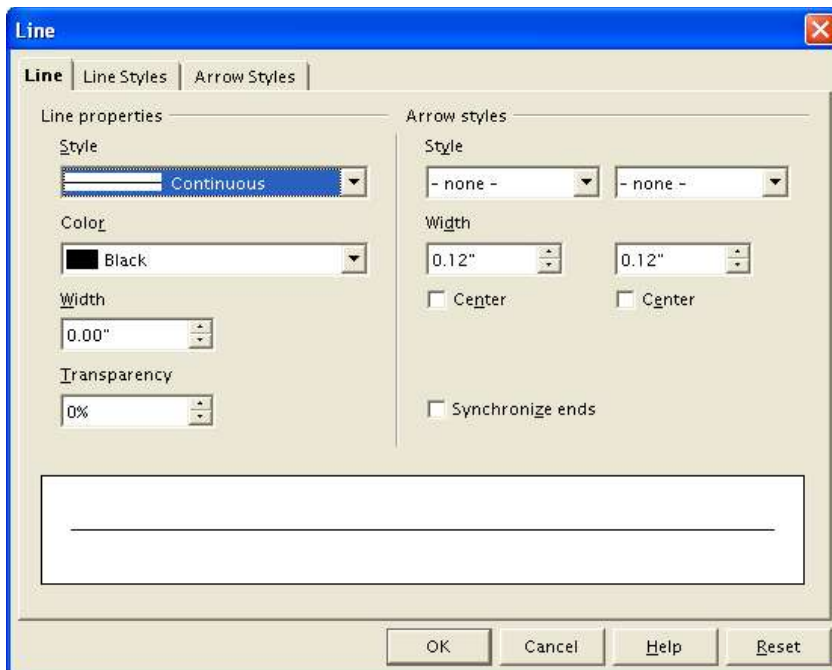 Line
Line Line Styles Arrow Styles
Line properties
Style
Continuous
Color
Black
Width
0.00"
Transparency
0%
Arrow styles
Style
- none - - none -
Width
0.12" 0.12"
Center Center
Synchronize ends
OK Cancel Help Reset